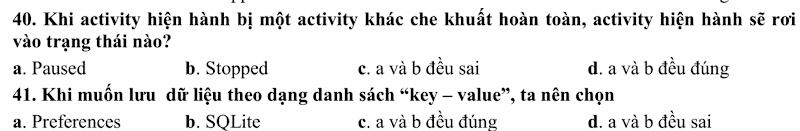 40. Khi activity hiện hành bị một activity khác che khuất hoàn toàn, activity hiện hành sẽ rơi
vào trạng thái nào?
a. Paused b. Stopped c. a và b đều sai d. a và b đều đúng
41. Khi muốn lưu dữ liệu theo dạng danh sách “key – value”, ta nên chọn
a. Preferences b. SQLite c. a và b đều đúng d. a và b đều sai